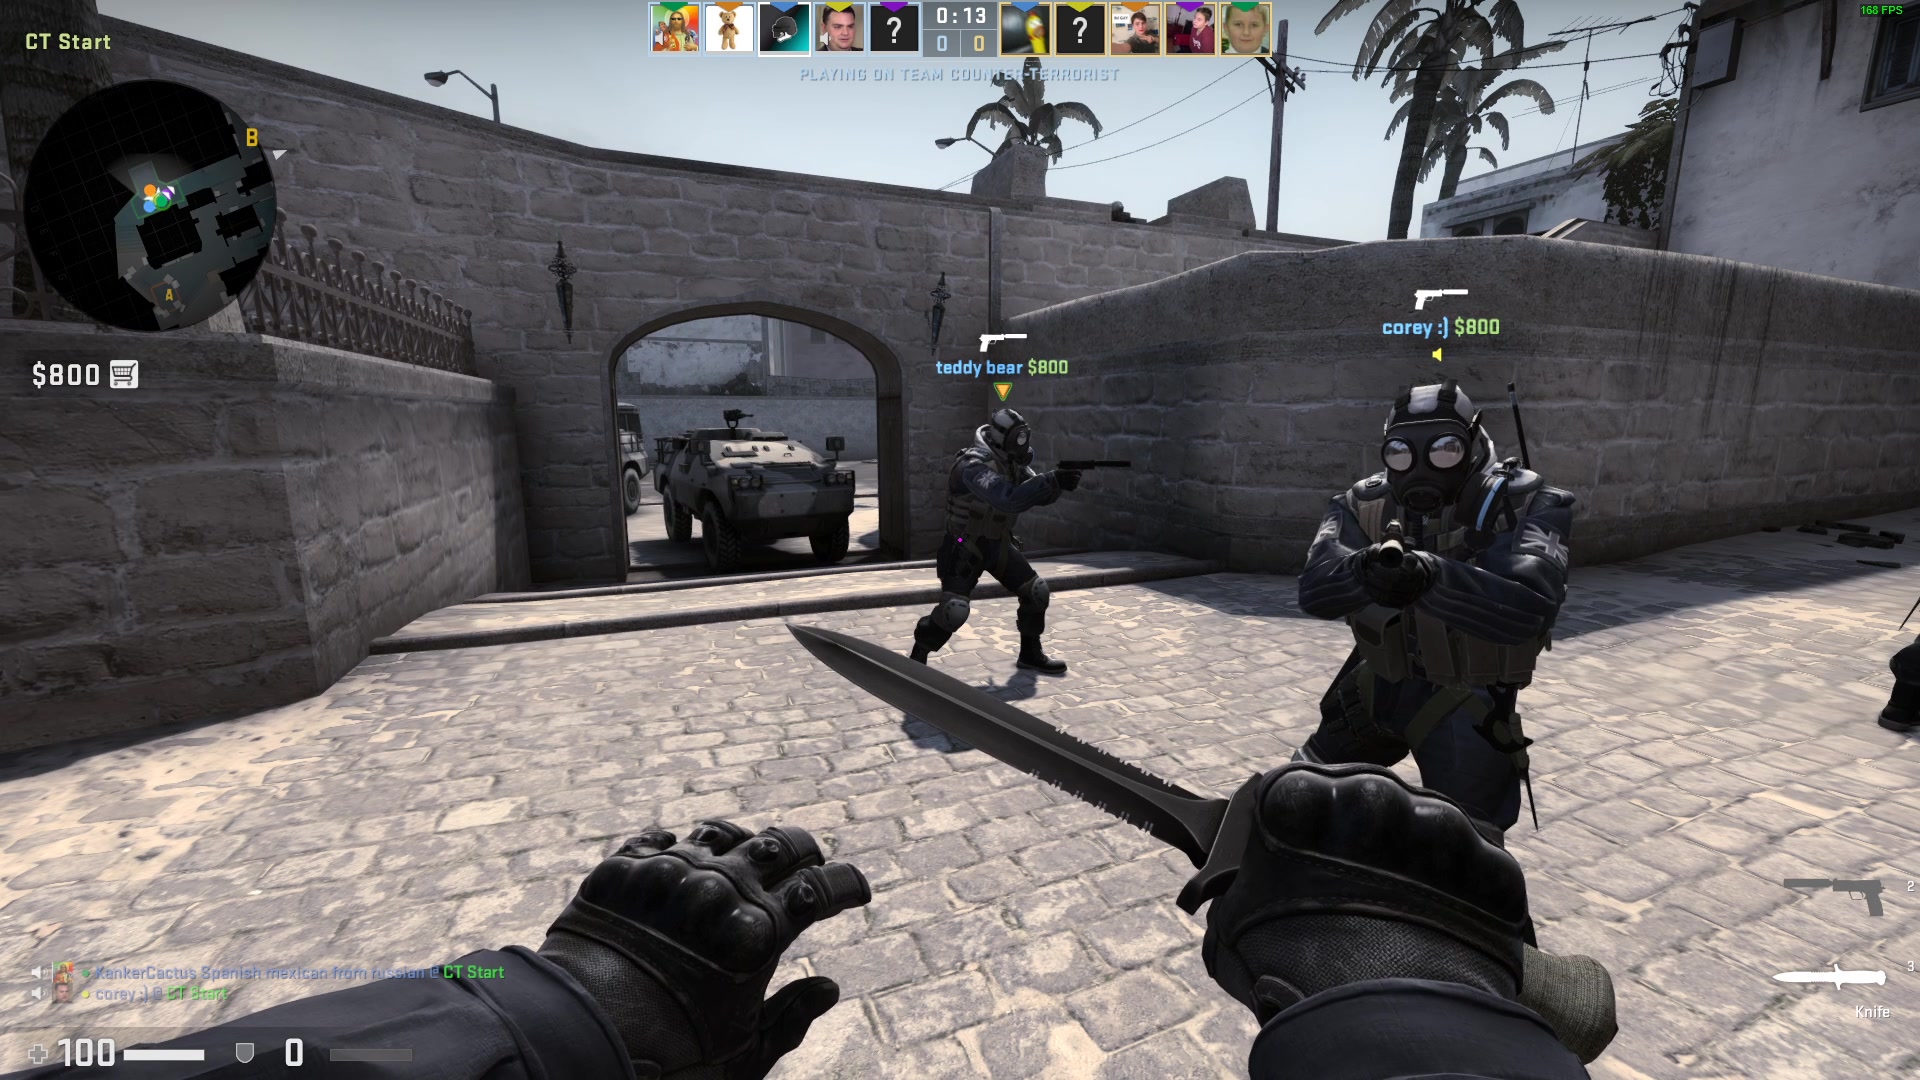 168 FPS
CT Start
0:13
? ?
0 0
PLAYING ON TEAM COUNTER-TERRORIST
B
A
$800
corey :) $800
teddy bear $800
2
3
Knife
KankerCactus Spanish mexican from russian @ CT Start
corey :) @ CT Start
100
0